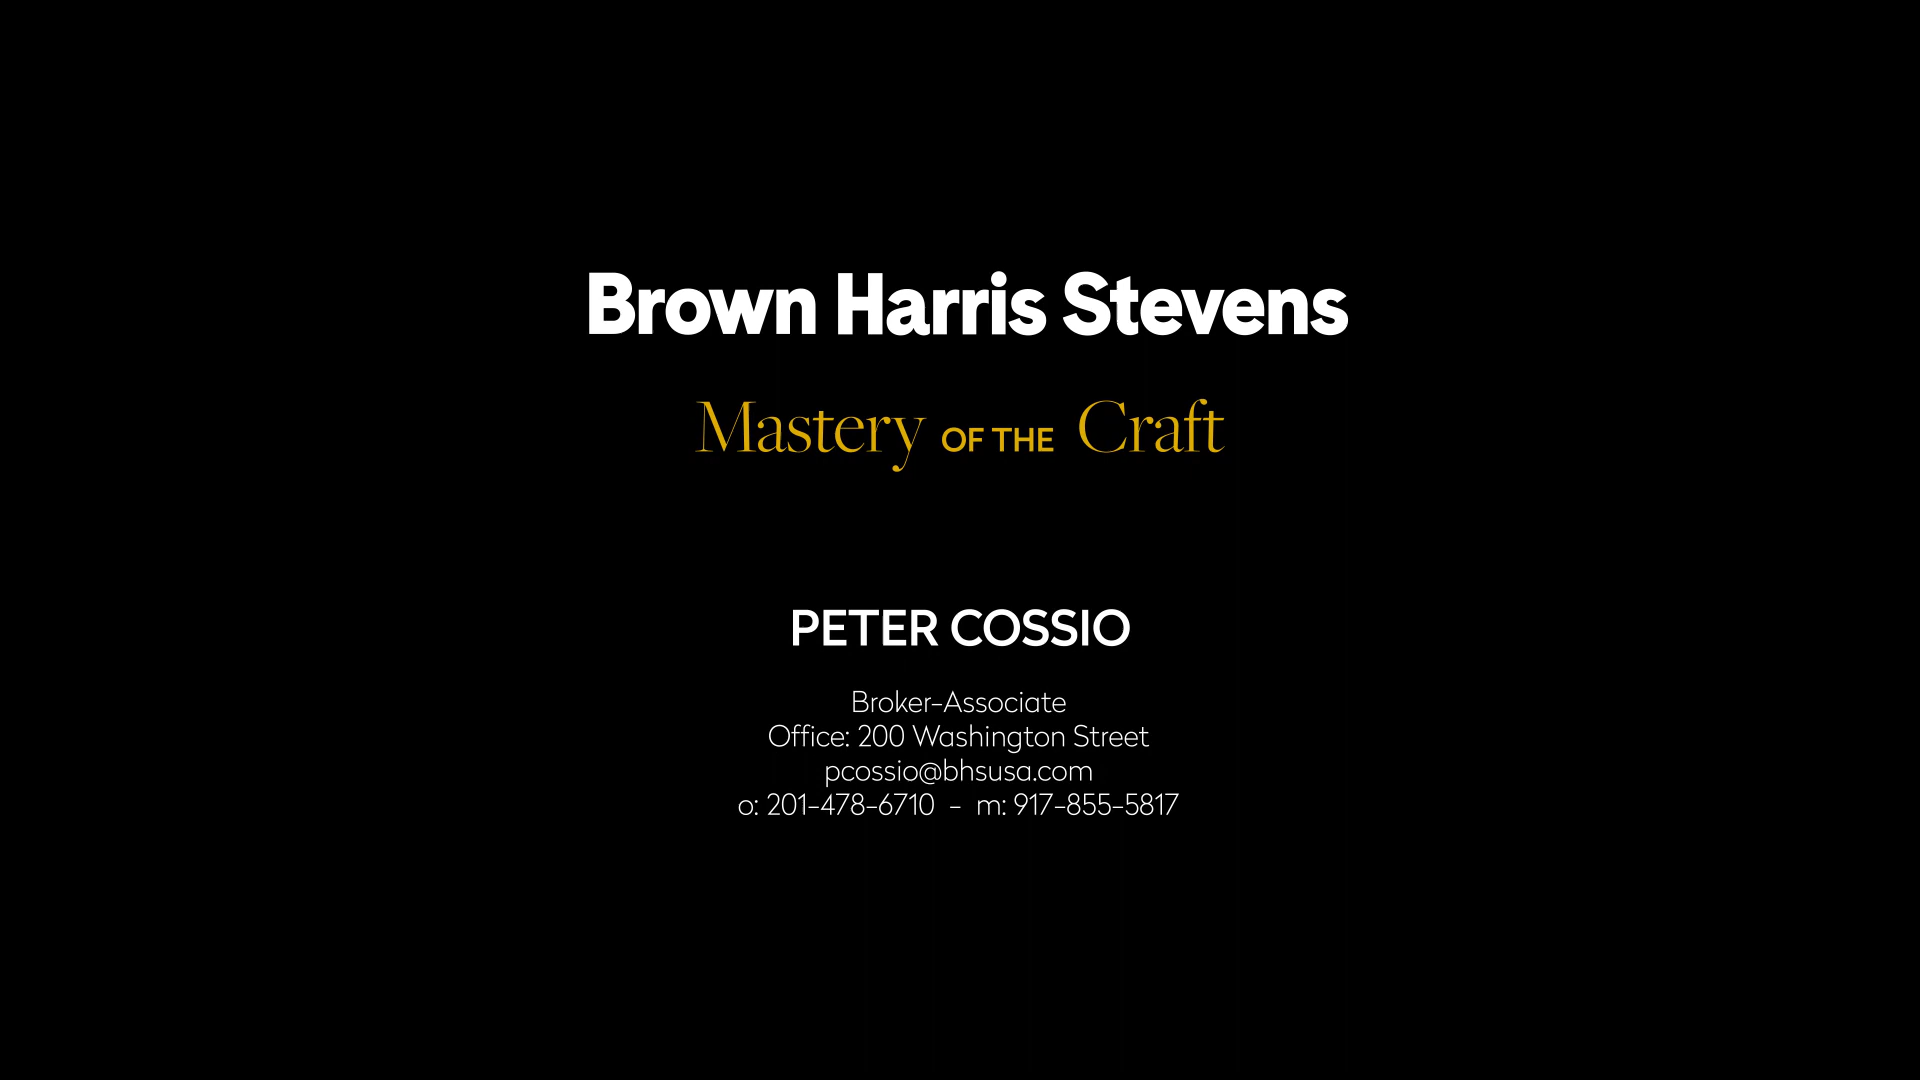 Brown Harris Stevens
Mastery OF THE Craft
PETER COSSIO
Broker-Associate
Office: 200 Washington Street
pcossio@bhsusa.com
o: 201-478-6710 - m: 917-855-5817